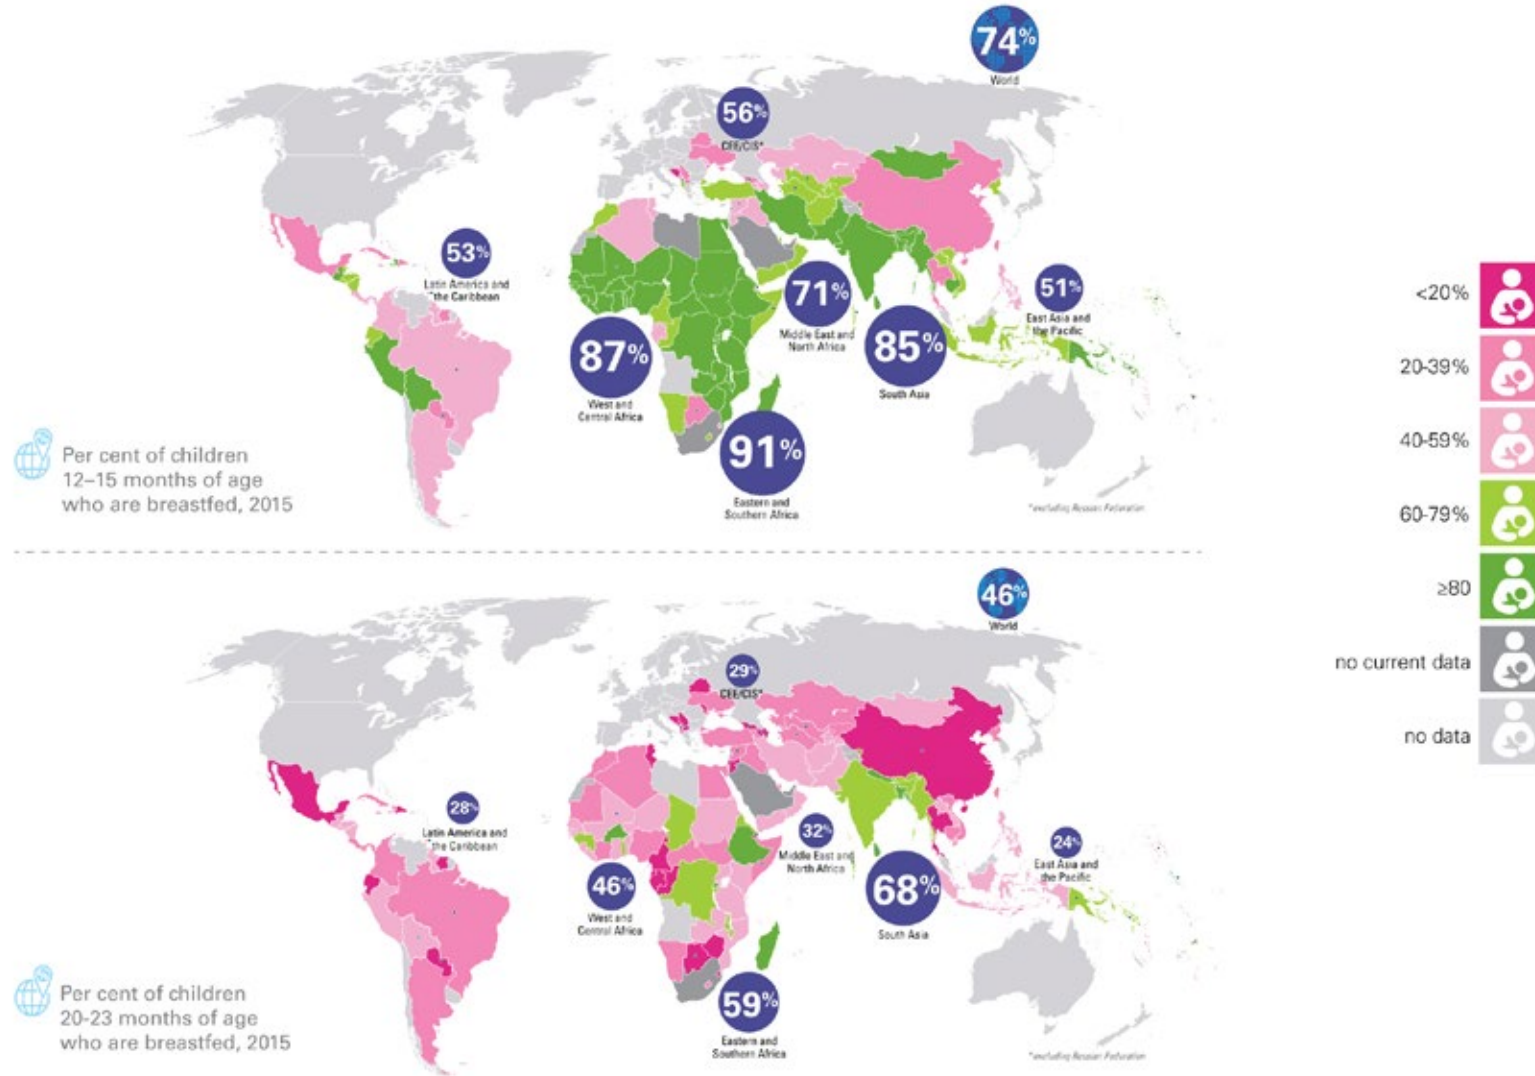 74%
World
56%
CEE/CIS*
53%
Latin America and
the Caribbean
71%
Middle East and
North Africa
51%
East Asia and
the Pacific
87%
West and
Central Africa
85%
South Asia
91%
Eastern and
Southern Africa
Per cent of children
12–15 months of age
who are breastfed, 2015
*excluding Russian Federation
<20%
20-39%
40-59%
60-79%
≥80
no current data
no data
46%
World
29%
CEE/CIS*
28%
Latin America and
the Caribbean
32%
Middle East and
North Africa
24%
East Asia and
the Pacific
46%
West and
Central Africa
68%
South Asia
59%
Eastern and
Southern Africa
Per cent of children
20-23 months of age
who are breastfed, 2015
*excluding Russian Federation